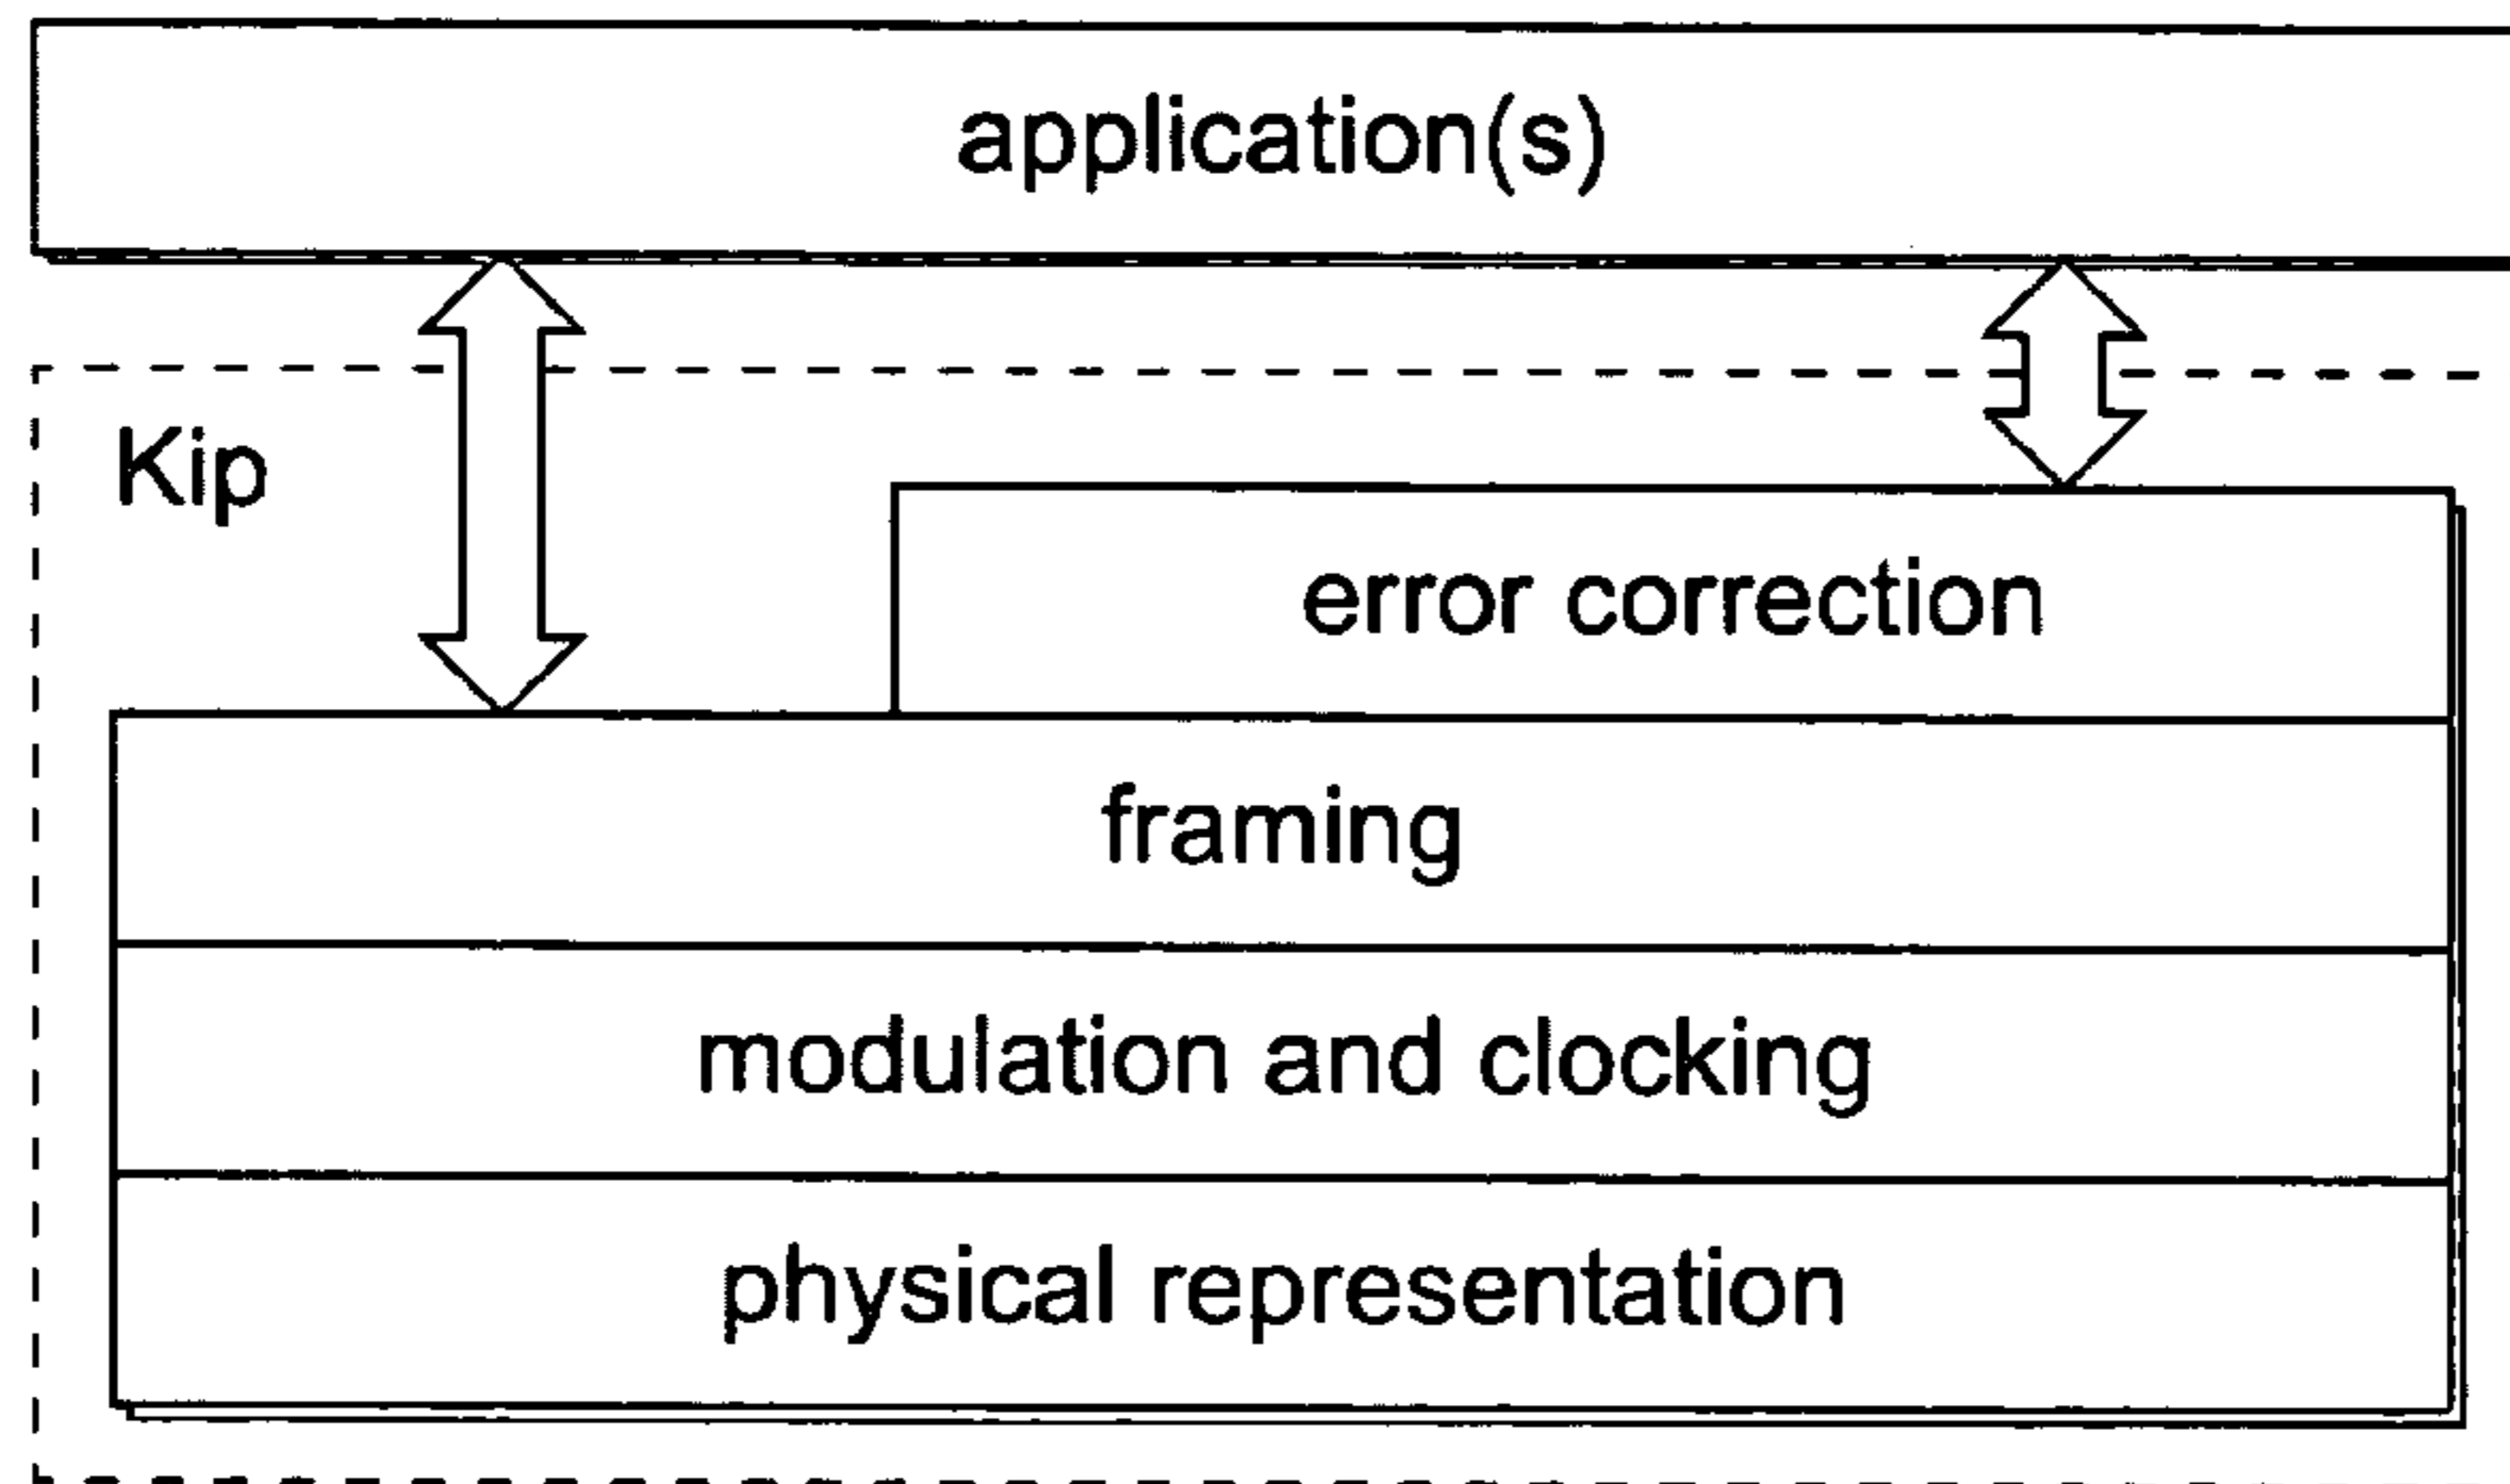 application(s)
Kip
error correction
framing
modulation and clocking
physical representation